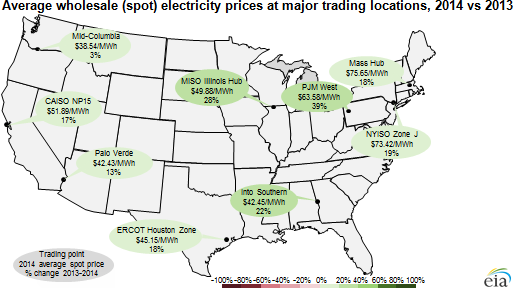 Average wholesale (spot) electricity prices at major trading locations, 2014 vs 2013
Mid-Columbia
$38.54/MWh
3%
Mass Hub
$75.65/MWh
18%
MISO Illinois Hub
$49.88/MWh
28%
PJM West
$63.58/MWh
39%
CAISO NP15
$51.89/MWh
17%
NYISO Zone J
$73.42/MWh
19%
Palo Verde
$42.43/MWh
13%
Into Southern
$42.45/MWh
22%
ERCOT Houston Zone
$45.15/MWh
18%
Trading point
2014 average spot price
% change 2013-2014
-100% -80% -60% -40% -20% 0% 20% 40% 60% 80% 100%
eia